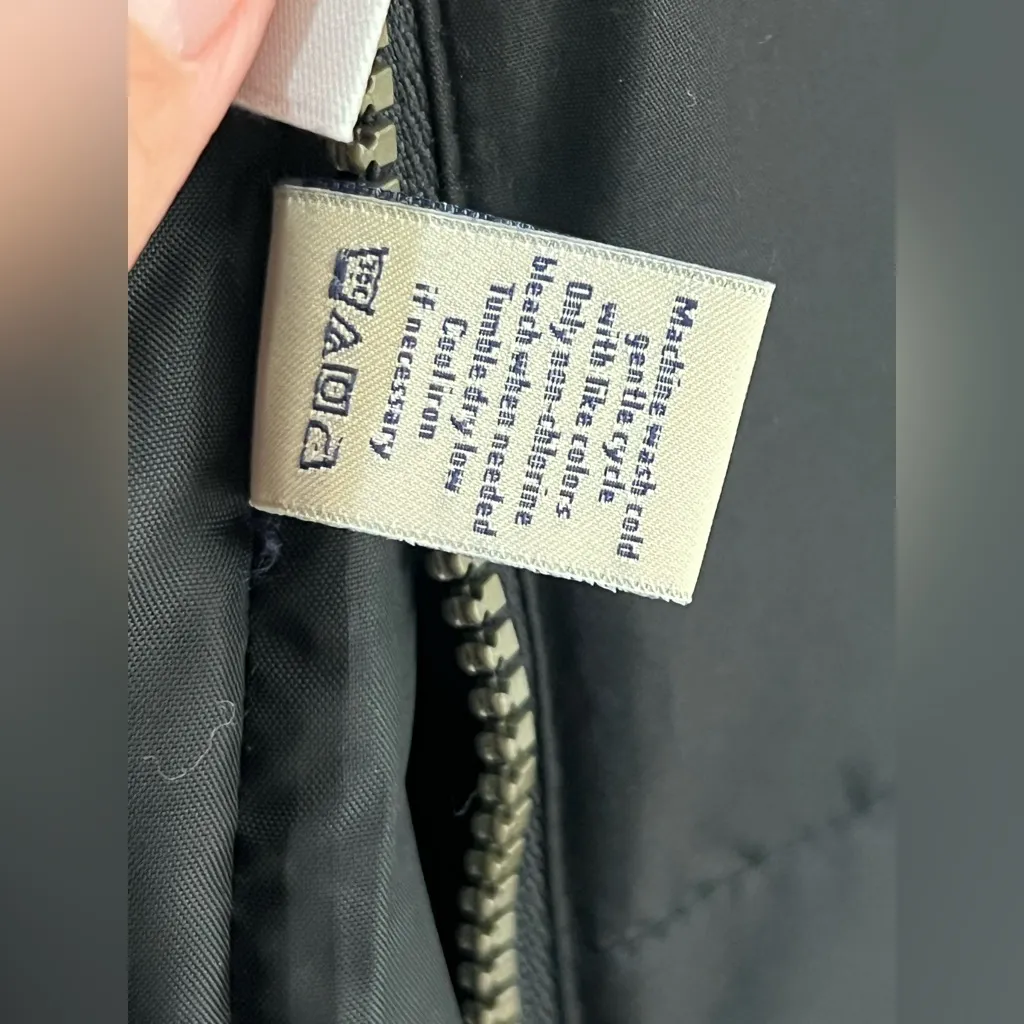 Machine wash cold
gentle cycle
with like colors
Only non-chlorine
bleach when needed
Tumble dry low
Cool iron
if necessary